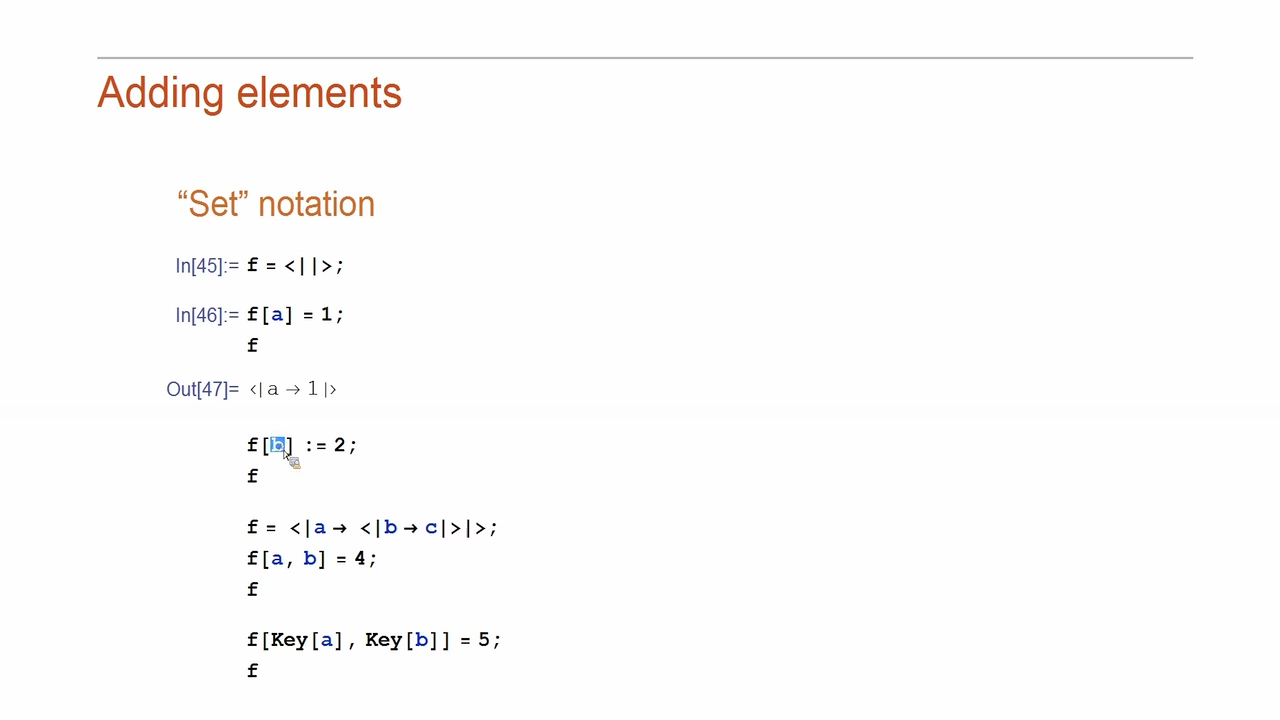 Adding elements
“Set” notation
In[45]:= f = <||>;
In[46]:= f[a] = 1;
f
Out[47]= <|a → 1|>
f[b] := 2;
f
f = <|a → <|b → c|>|>;
f[a, b] = 4;
f
f[Key[a], Key[b]] = 5;
f